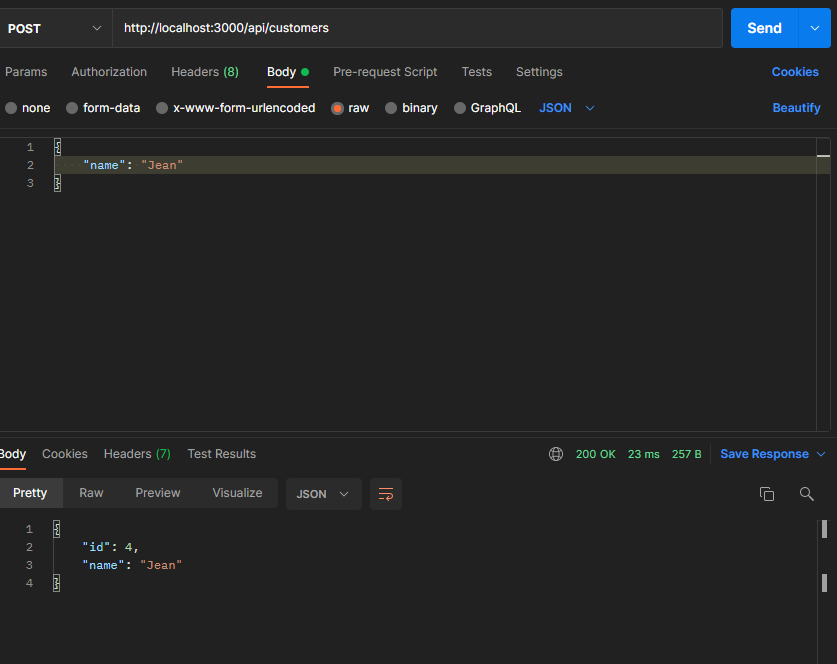 POST http://localhost:3000/api/customers Send
Params Authorization Headers (8) Body Pre-request Script Tests Settings Cookies
none form-data x-www-form-urlencoded raw binary GraphQL JSON Beautify
1 {
2 "name": "Jean"
3 }
Body Cookies Headers (7) Test Results 200 OK 23 ms 257 B Save Response
Pretty Raw Preview Visualize JSON
1 {
2 "id": 4,
3 "name": "Jean"
4 }